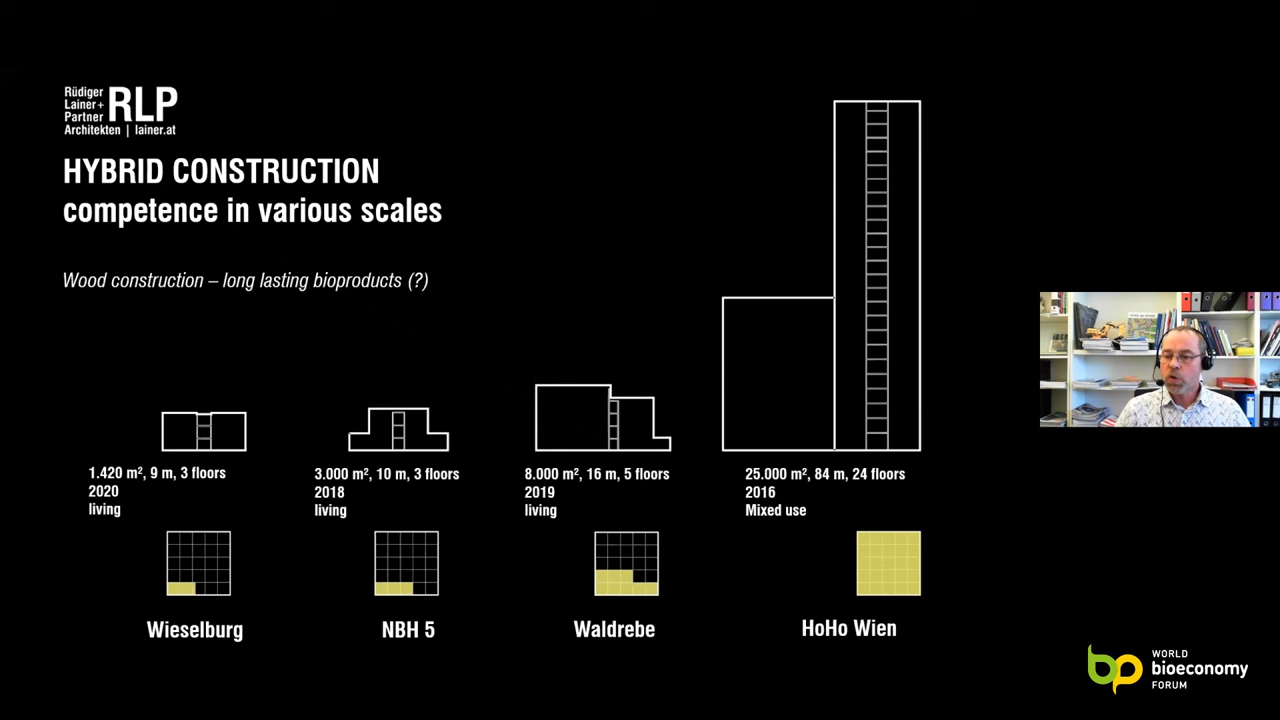 Rüdiger
Lainer +
Partner
RLP
Architekten | lainer.at
HYBRID CONSTRUCTION
competence in various scales
Wood construction – long lasting bioproducts (?)
1.420 m², 9 m, 3 floors
2020
living
3.000 m², 10 m, 3 floors
2018
living
8.000 m², 16 m, 5 floors
2019
living
25.000 m², 84 m, 24 floors
2016
Mixed use
Wieselburg
NBH 5
Waldrebe
HoHo Wien
bp
WORLD
bioeconomy
FORUM